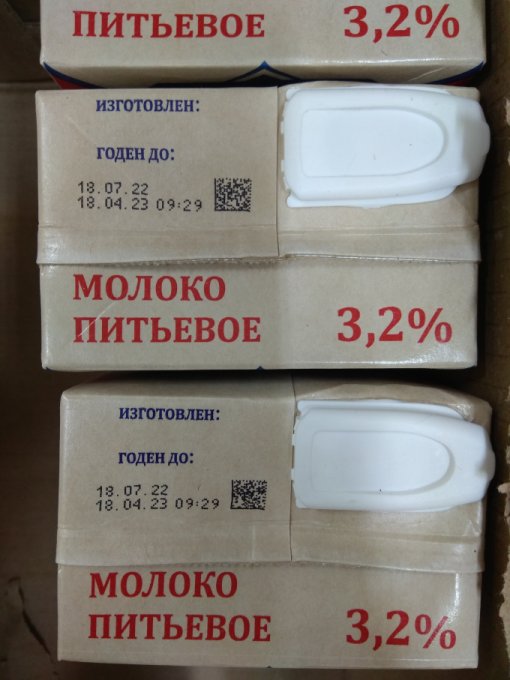 ПИТЬЕВОЕ 3,2%
ИЗГОТОВЛЕН:
ГОДЕН ДО:
18.07.22
18.04.23 09:29
МОЛОКО
ПИТЬЕВОЕ 3,2%
ИЗГОТОВЛЕН:
ГОДЕН ДО:
18.07.22
18.04.23 09:29
МОЛОКО
ПИТЬЕВОЕ 3,2%